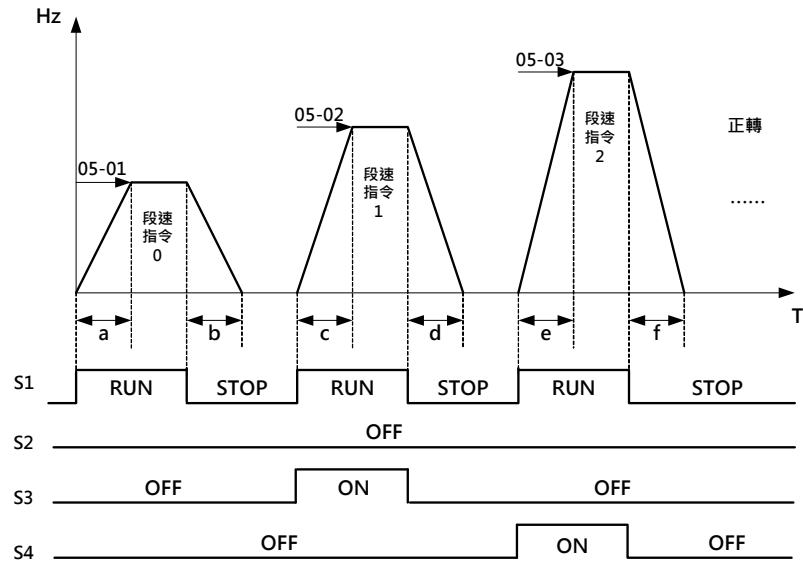 Hz
05-03
05-02
05-01
段速
指令
0
段速
指令
1
段速
指令
2
正轉
......
T
a
b
c
d
e
f
S1
RUN
STOP
RUN
STOP
RUN
STOP
S2
OFF
S3
OFF
ON
OFF
S4
OFF
ON
OFF